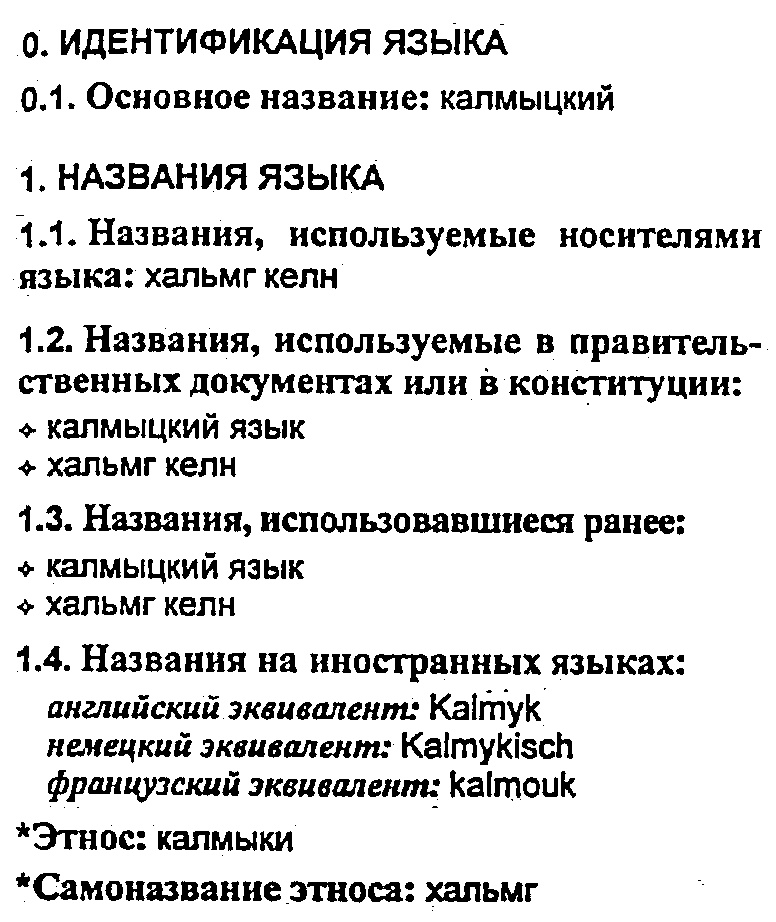 0. ИДЕНТИФИКАЦИЯ ЯЗЫКА
0.1. Основное название: калмыцкий
1. НАЗВАНИЯ ЯЗЫКА
1.1. Названия, используемые носителями
языка: хальмг келн
1.2. Названия, используемые в правитель-
ственных документах или в конституции:
✧ калмыцкий язык
✧ хальмг келн
1.3. Названия, использовавшиеся ранее:
✧ калмыцкий язык
✧ хальмг келн
1.4. Названия на иностранных языках:
английский эквивалент: Kalmyk
немецкий эквивалент: Kalmykisch
французский эквивалент: kalmouk
*Этнос: калмыки
*Самоназвание этноса: хальмг